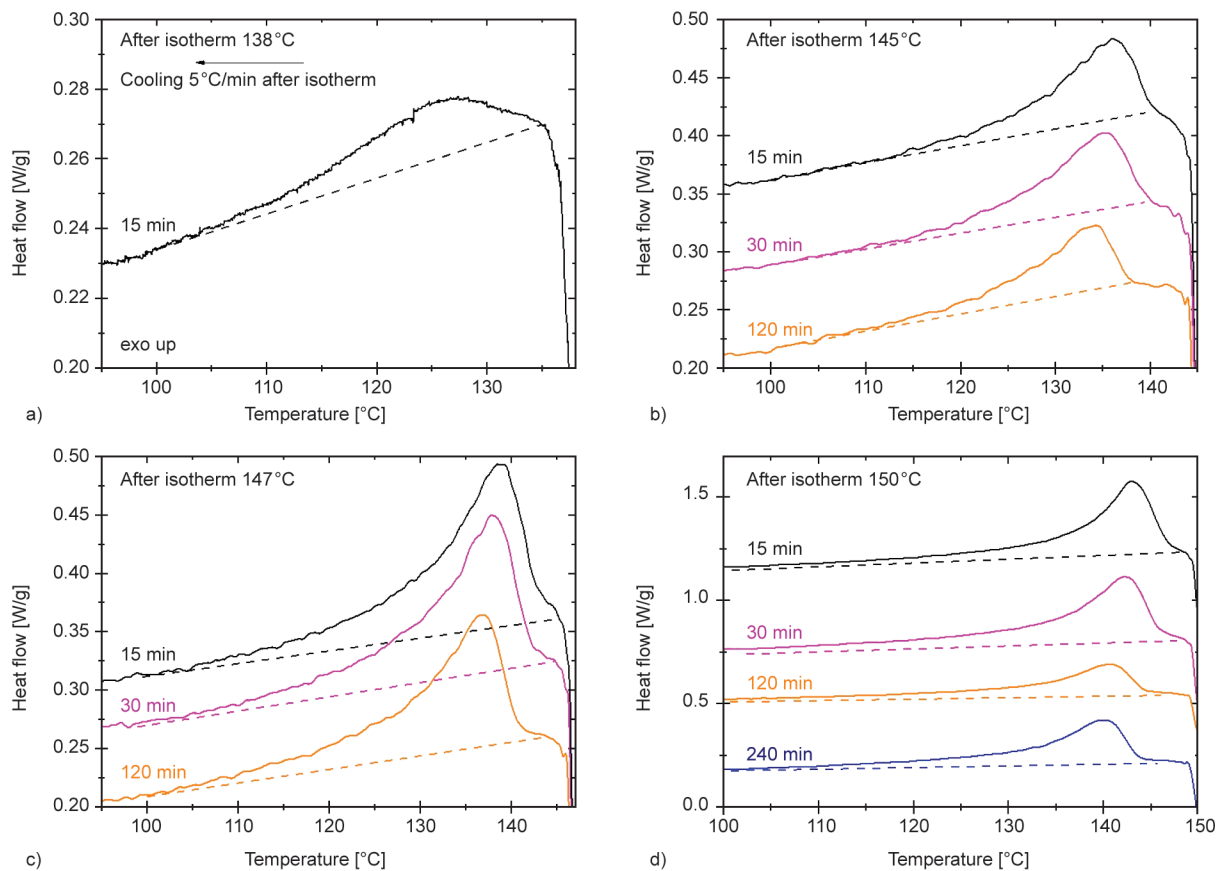 After isotherm 138°C
Cooling 5°C/min after isotherm
15 min
exo up
Heat flow [W/g]
0.30
0.28
0.26
0.24
0.22
0.20
100
110
120
130
Temperature [°C]
a)
After isotherm 145°C
15 min
30 min
120 min
Heat flow [W/g]
0.50
0.45
0.40
0.35
0.30
0.25
0.20
100
110
120
130
140
Temperature [°C]
b)
After isotherm 147°C
15 min
30 min
120 min
Heat flow [W/g]
0.50
0.45
0.40
0.35
0.30
0.25
0.20
100
110
120
130
140
Temperature [°C]
c)
After isotherm 150°C
15 min
30 min
120 min
240 min
Heat flow [W/g]
1.5
1.0
0.5
0.0
100
110
120
130
140
150
Temperature [°C]
d)